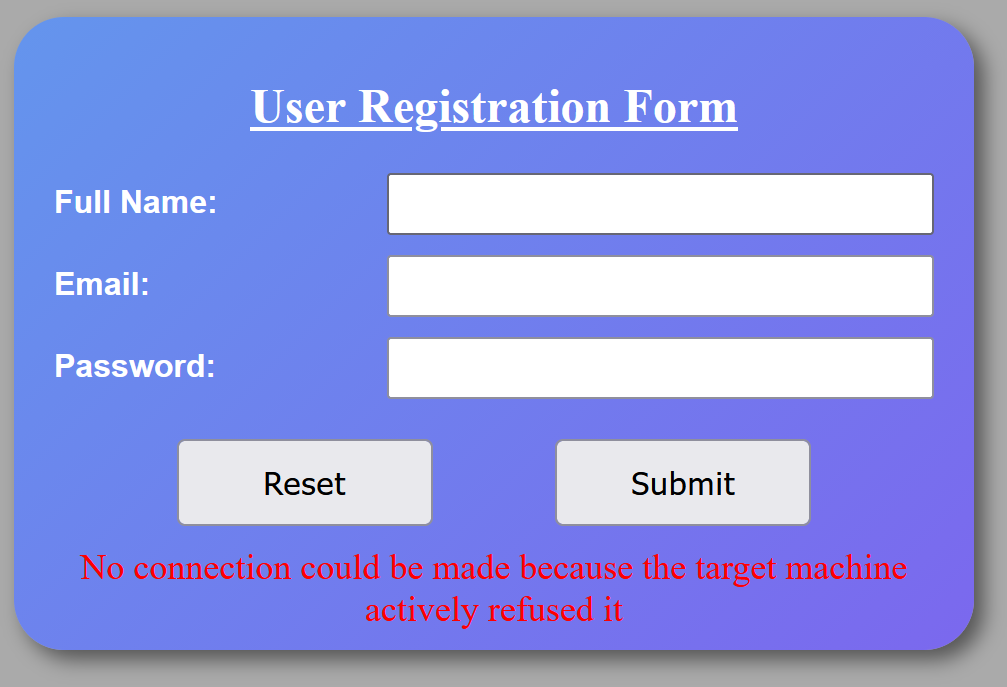 User Registration Form
Full Name:
Email:
Password:
Reset
Submit
No connection could be made because the target machine
actively refused it